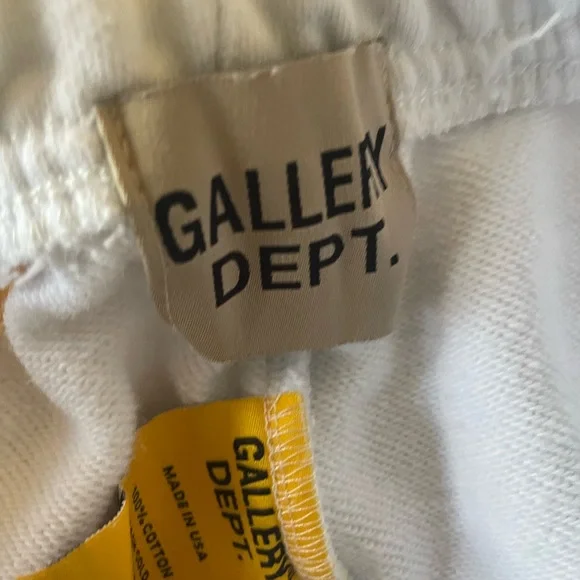 GALLERY
DEPT.
GALLERY
DEPT.
MADE IN USA
100% COTTON